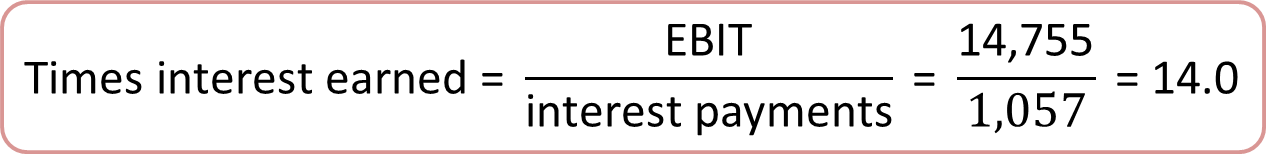 Times interest earned = EBIT / interest payments = 14,755 / 1,057 = 14.0